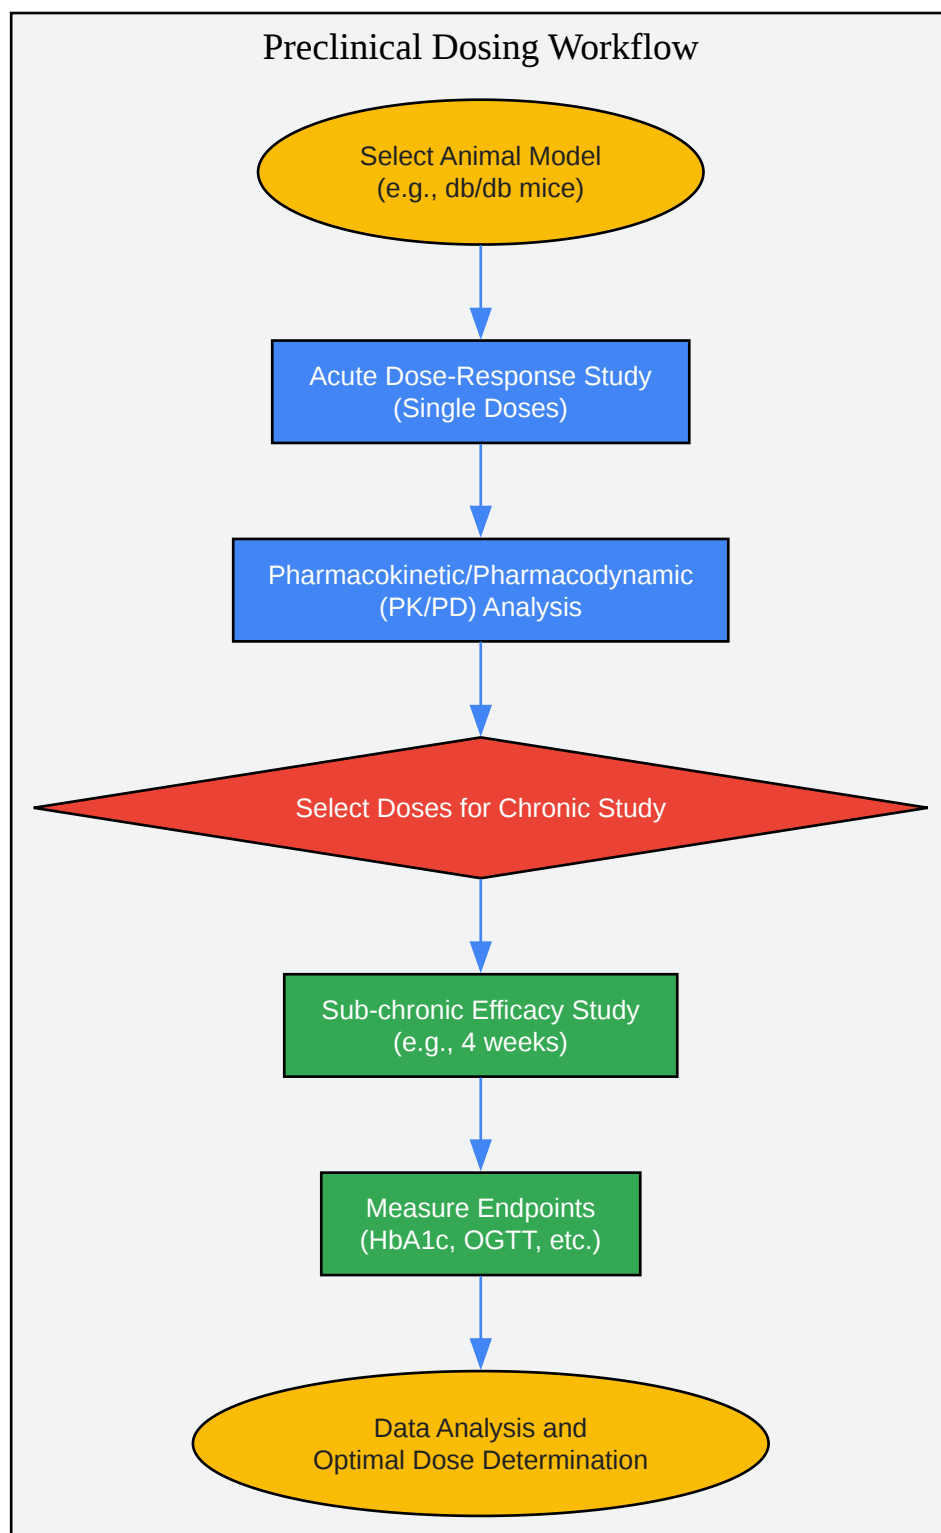 Preclinical Dosing Workflow
Select Animal Model
(e.g., db/db mice)
Acute Dose-Response Study
(Single Doses)
Pharmacokinetic/Pharmacodynamic
(PK/PD) Analysis
Select Doses for Chronic Study
Sub-chronic Efficacy Study
(e.g., 4 weeks)
Measure Endpoints
(HbA1c, OGTT, etc.)
Data Analysis and
Optimal Dose Determination